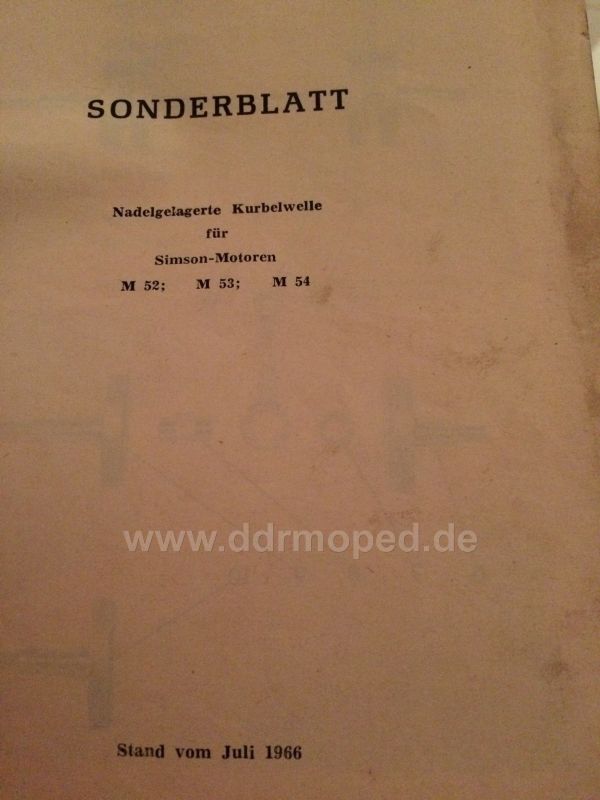 SONDERBLATT
Nadelgelagerte Kurbelwelle
für
Simson-Motoren
M 52; M 53; M 54
www.ddrmoped.de
Stand vom Juli 1966